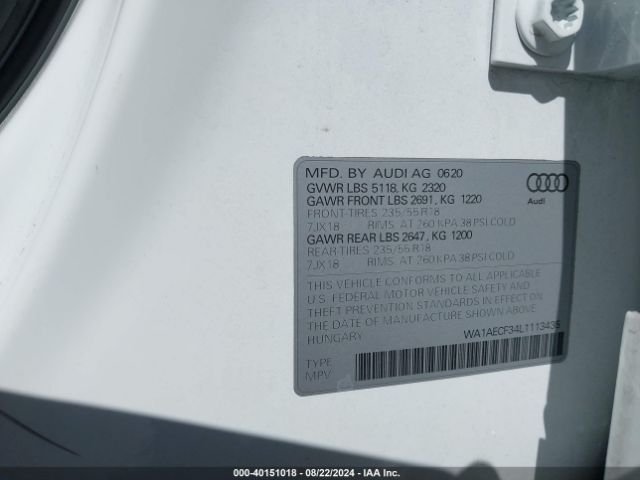 MFD. BY AUDI AG 0620
GVWR LBS 5118, KG 2320
GAWR FRONT LBS 2691, KG 1220
FRONT-TIRES 235/55 R18
7JX18 RIMS AT 260 KPA 38 PSI COLD
GAWR REAR LBS 2647, KG 1200
REAR-TIRES 235/55 R18
7JX18 RIMS AT 260 KPA 38 PSI COLD
THIS VEHICLE CONFORMS TO ALL APPLICABLE
U.S. FEDERAL MOTOR VEHICLE SAFETY AND
THEFT PREVENTION STANDARDS IN EFFECT ON
THE DATE OF MANUFACTURE SHOWN ABOVE.
HUNGARY
WA1AECF34L1113435
TYPE
MPV
Audi
000-40151018 - 08/22/2024 - IAA Inc.